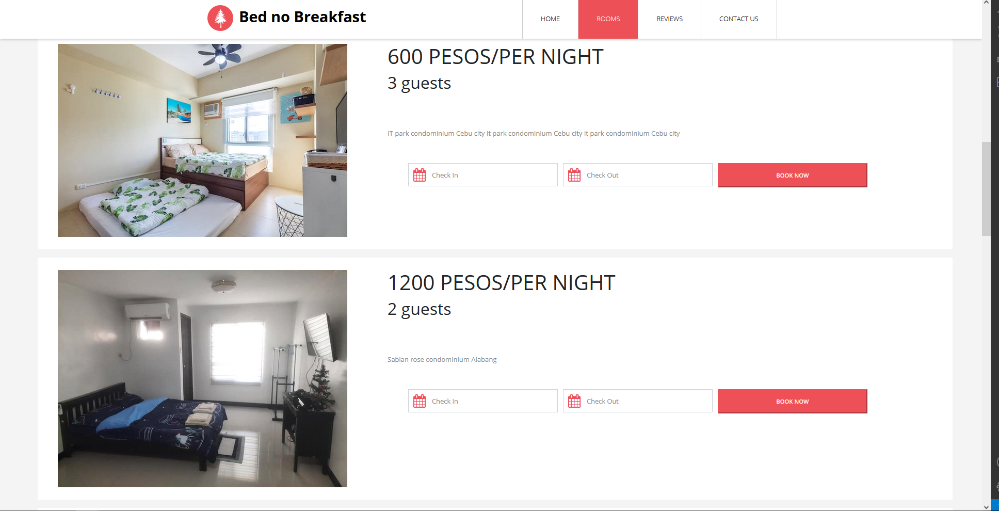 Bed no Breakfast
HOME
ROOMS
REVIEWS
CONTACT US
600 PESOS/PER NIGHT
3 guests
IT park condominium Cebu city It park condominium Cebu city It park condominium Cebu city
Check In
Check Out
BOOK NOW
1200 PESOS/PER NIGHT
2 guests
Sabian rose condominium Alabang
Check In
Check Out
BOOK NOW